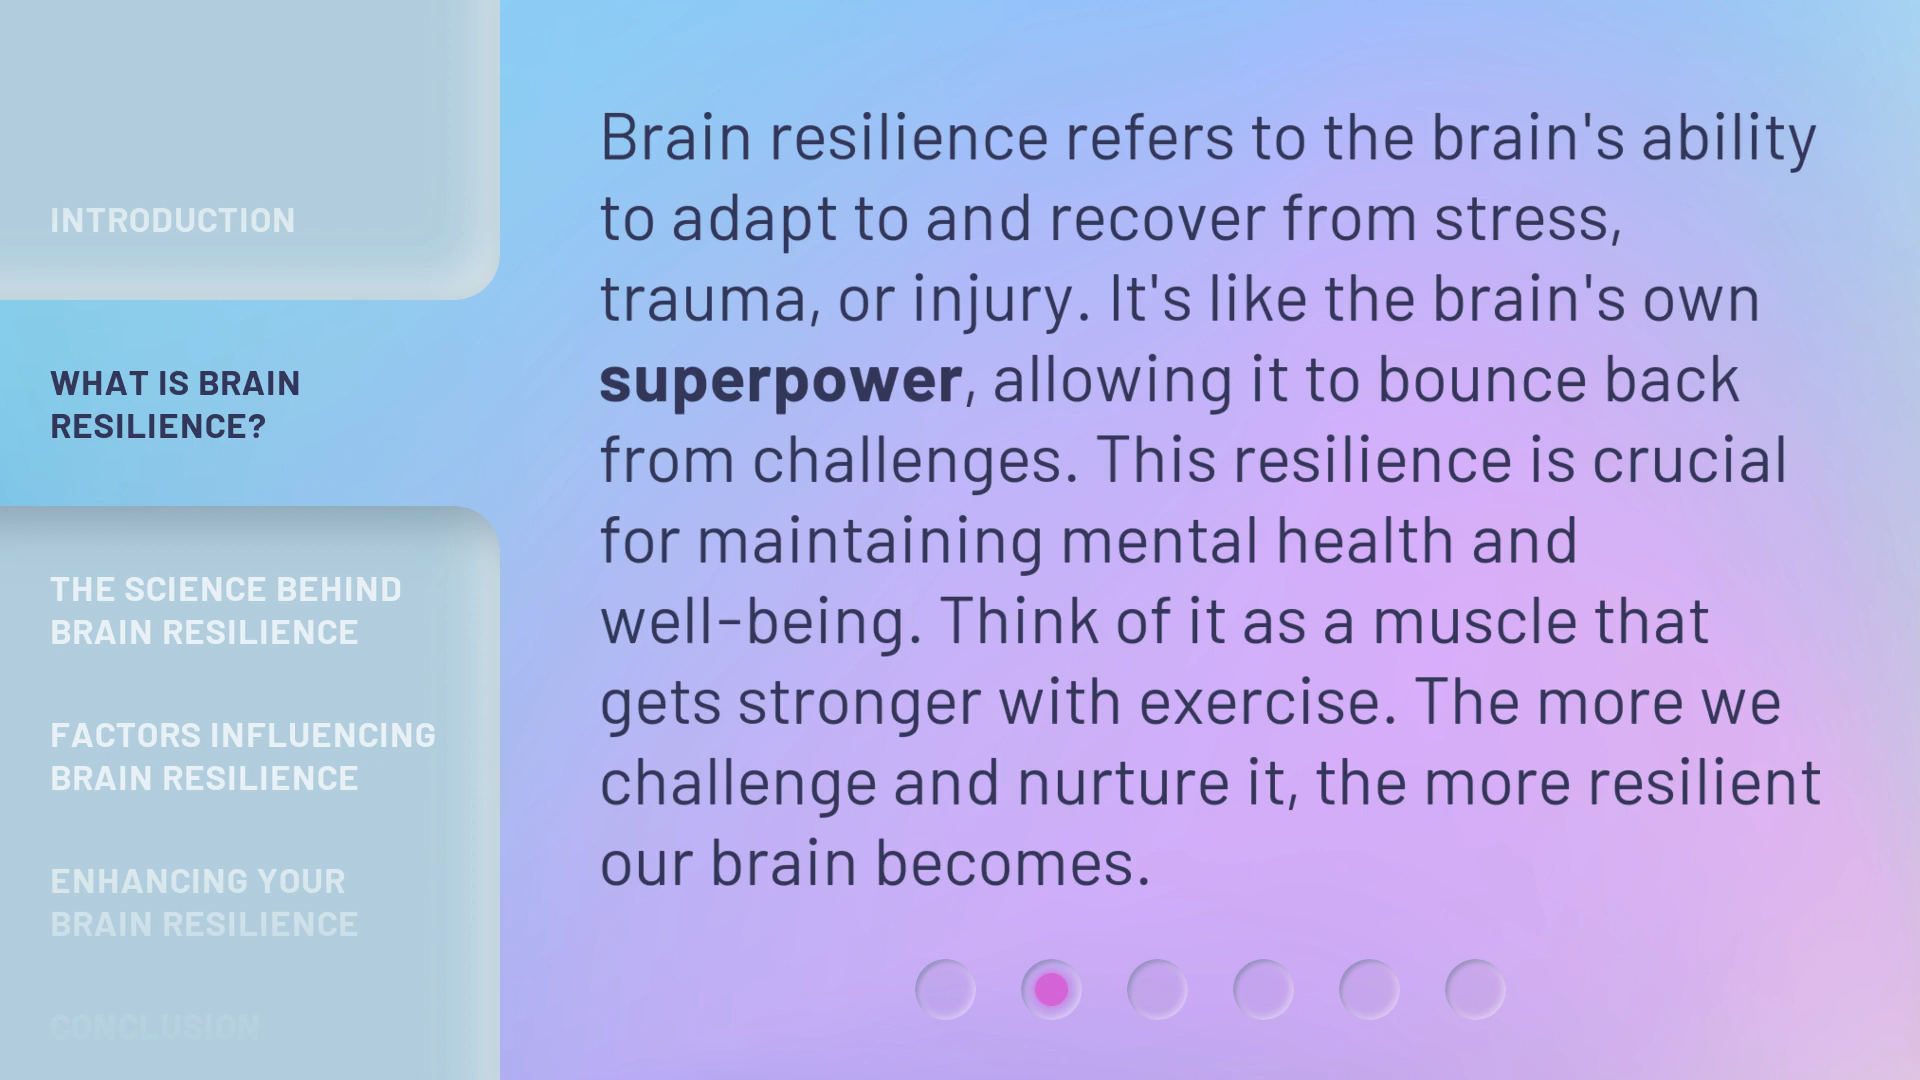 INTRODUCTION
WHAT IS BRAIN
RESILIENCE?
THE SCIENCE BEHIND
BRAIN RESILIENCE
FACTORS INFLUENCING
BRAIN RESILIENCE
ENHANCING YOUR
BRAIN RESILIENCE
CONCLUSION
Brain resilience refers to the brain's ability
to adapt to and recover from stress,
trauma, or injury. It's like the brain's own
superpower, allowing it to bounce back
from challenges. This resilience is crucial
for maintaining mental health and
well-being. Think of it as a muscle that
gets stronger with exercise. The more we
challenge and nurture it, the more resilient
our brain becomes.